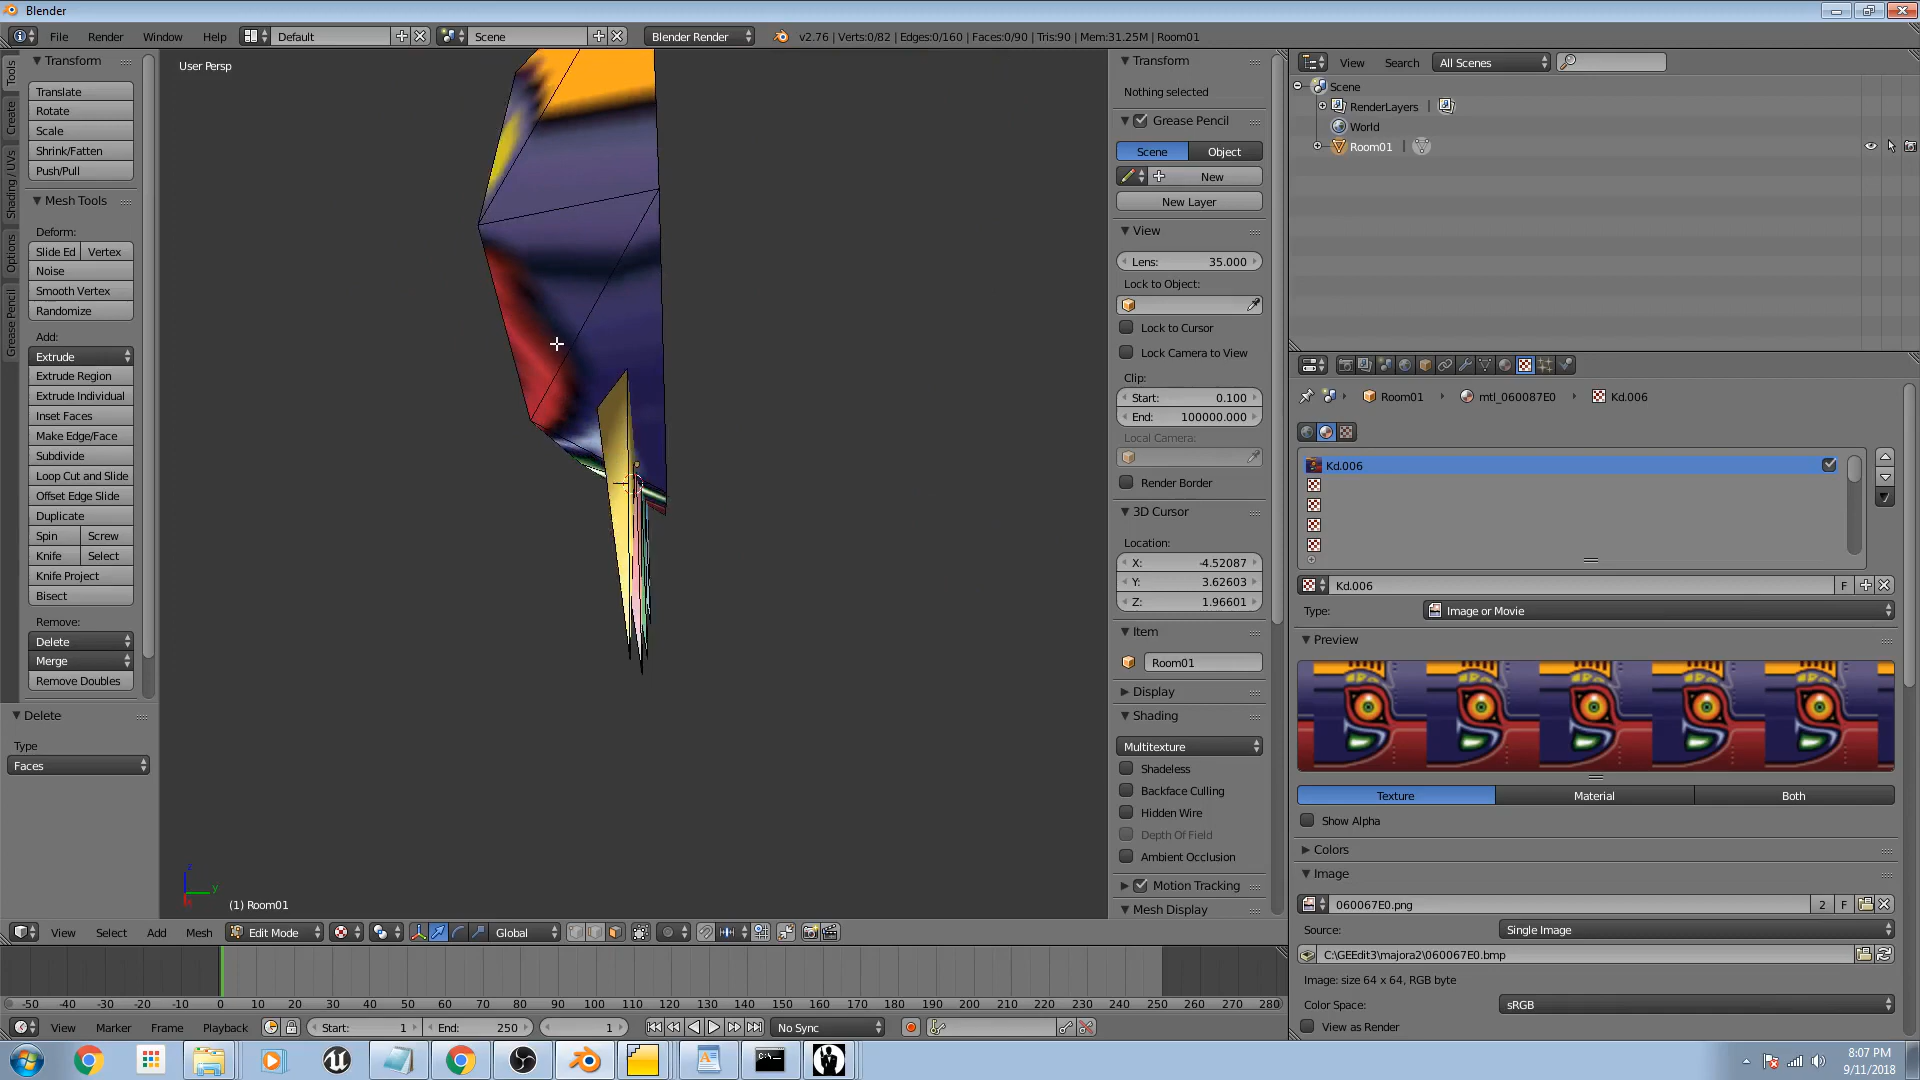 Blender
File Render Window Help Default Scene Blender Render v2.76 | Verts:0/82 | Edges:0/160 | Faces:0/90 | Tris:90 | Mem:31.25M | Room01
Tools
Create
Shading / UVs
Options
Grease Pencil
Transform
Translate
Rotate
Scale
Shrink/Fatten
Push/Pull
Mesh Tools
Deform:
Slide Ed Vertex
Noise
Smooth Vertex
Randomize
Add:
Extrude
Extrude Region
Extrude Individual
Inset Faces
Make Edge/Face
Subdivide
Loop Cut and Slide
Offset Edge Slide
Duplicate
Spin Screw
Knife Select
Knife Project
Bisect
Remove:
Delete
Merge
Remove Doubles
Delete
Type
Faces
User Persp
z
y
(1) Room01
Transform
Nothing selected
Grease Pencil
Scene Object
New
New Layer
View
Lens: 35.000
Lock to Object:
Lock to Cursor
Lock Camera to View
Clip:
Start: 0.100
End: 100000.000
Local Camera:
Render Border
3D Cursor
Location:
X: -4.52087
Y: 3.62603
Z: 1.96601
Item
Room01
Display
Shading
Multitexture
Shadeless
Backface Culling
Hidden Wire
Depth Of Field
Ambient Occlusion
Motion Tracking
Mesh Display
View Search All Scenes
Scene
RenderLayers |
World
Room01 |
Room01 mtl_060087E0 Kd.006
Kd.006
Kd.006 F
Type: Image or Movie
Preview
Texture Material Both
Show Alpha
Colors
Image
060067E0.png 2 F
Source: Single Image
C:\GEEdit3\majora2\060067E0.bmp
Image: size 64 x 64, RGB byte
Color Space: sRGB
View as Render
View Select Add Mesh Edit Mode Global
-50 -40 -30 -20 -10 0 10 20 30 40 50 60 70 80 90 100 110 120 130 140 150 160 170 180 190 200 210 220 230 240 250 260 270 280
View Marker Frame Playback Start: 1 End: 250 1 No Sync
8:07 PM
9/11/2018